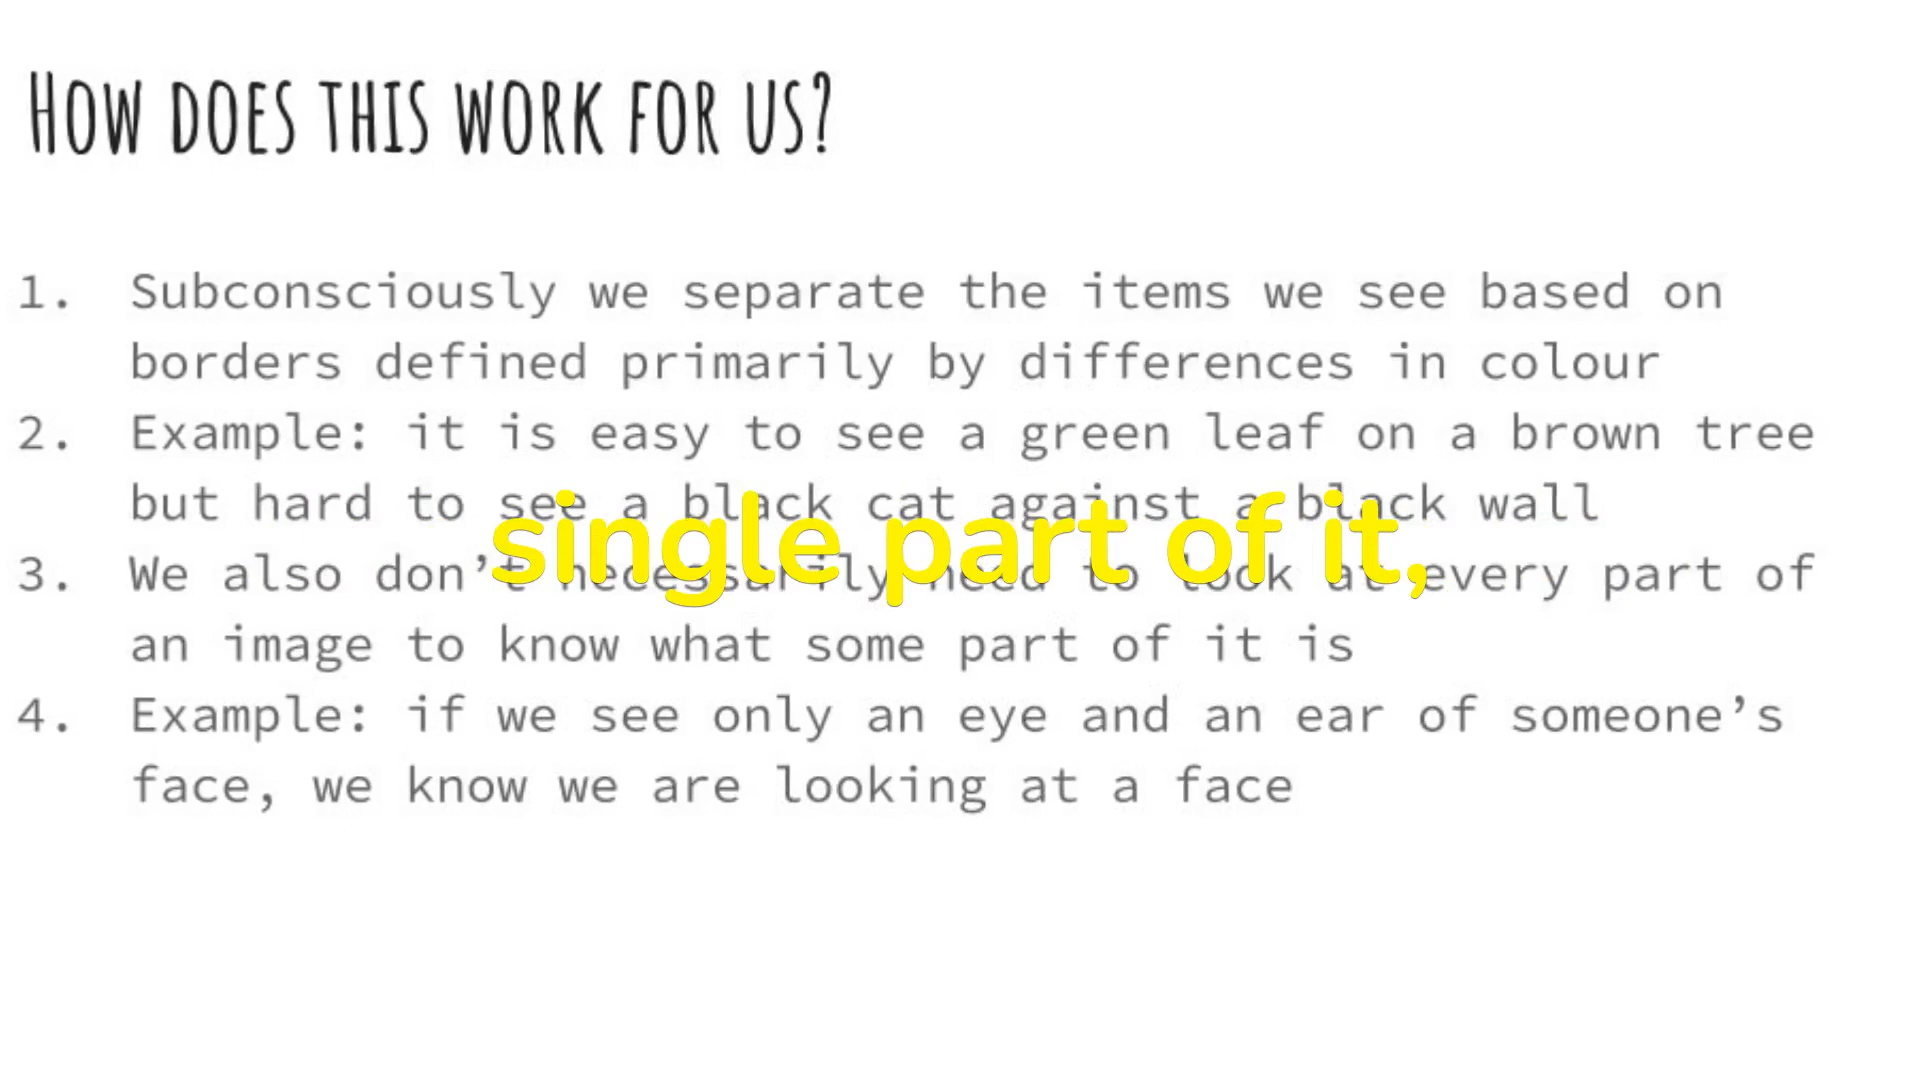 How does this work for us?
1. Subconsciously we separate the items we see based on
borders defined primarily by differences in colour
2. Example: it is easy to see a green leaf on a brown tree
but hard to see a black cat against a black wall
3. We also don’t necessarily need to look at every part of
an image to know what some part of it is
4. Example: if we see only an eye and an ear of someone’s
face, we know we are looking at a face
single part of it,